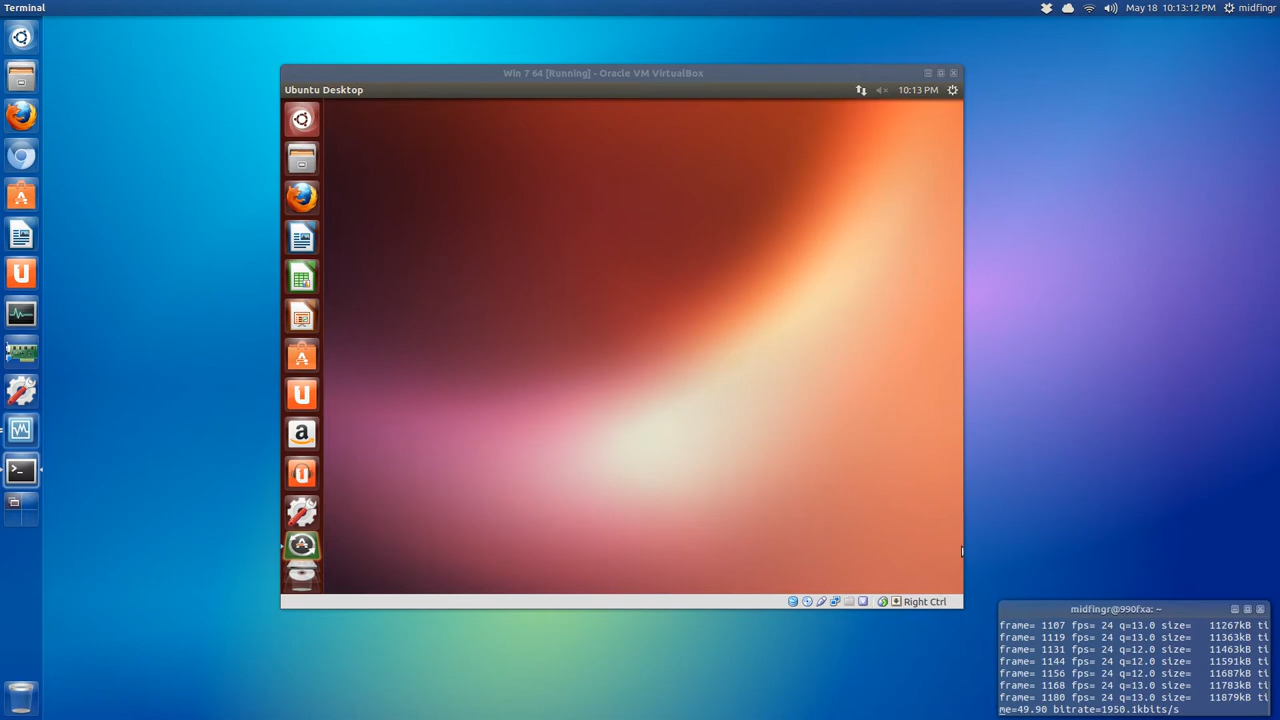 Terminal
May 18 10:13:12 PM
midfingr
Win 7 64 [Running] - Oracle VM VirtualBox
Ubuntu Desktop
10:13 PM
Right Ctrl
midfingr@990fxa: ~
frame= 1107 fps= 24 q=13.0 size=   11267kB ti
frame= 1119 fps= 24 q=13.0 size=   11363kB ti
frame= 1131 fps= 24 q=12.0 size=   11463kB ti
frame= 1144 fps= 24 q=12.0 size=   11591kB ti
frame= 1156 fps= 24 q=12.0 size=   11687kB ti
frame= 1168 fps= 24 q=13.0 size=   11783kB ti
frame= 1180 fps= 24 q=13.0 size=   11879kB ti
me=49.90 bitrate=1950.1kbits/s